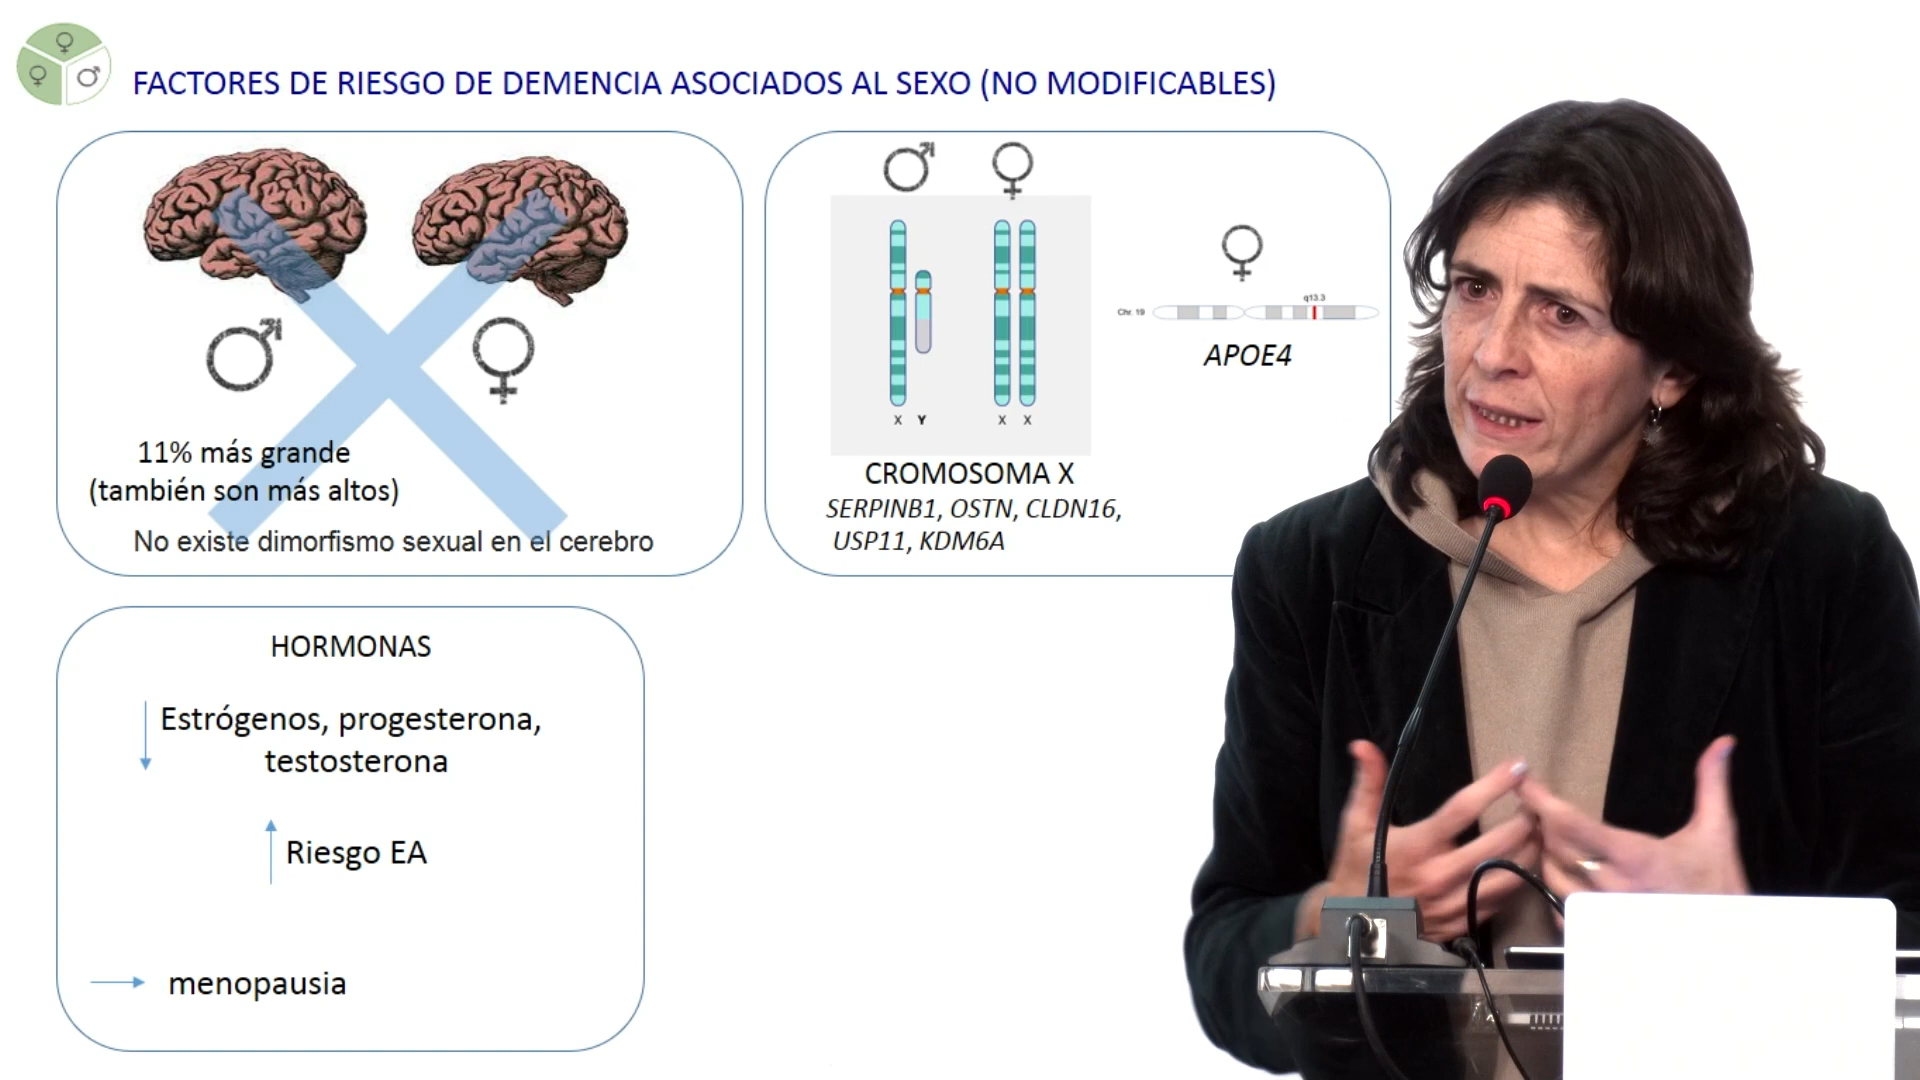 FACTORES DE RIESGO DE DEMENCIA ASOCIADOS AL SEXO (NO MODIFICABLES)
11% más grande
(también son más altos)
No existe dimorfismo sexual en el cerebro
X Y X X
CROMOSOMA X
SERPINB1, OSTN, CLDN16,
USP11, KDM6A
q13.3
Chr. 19
APOE4
HORMONAS
Estrógenos, progesterona,
testosterona
Riesgo EA
menopausia